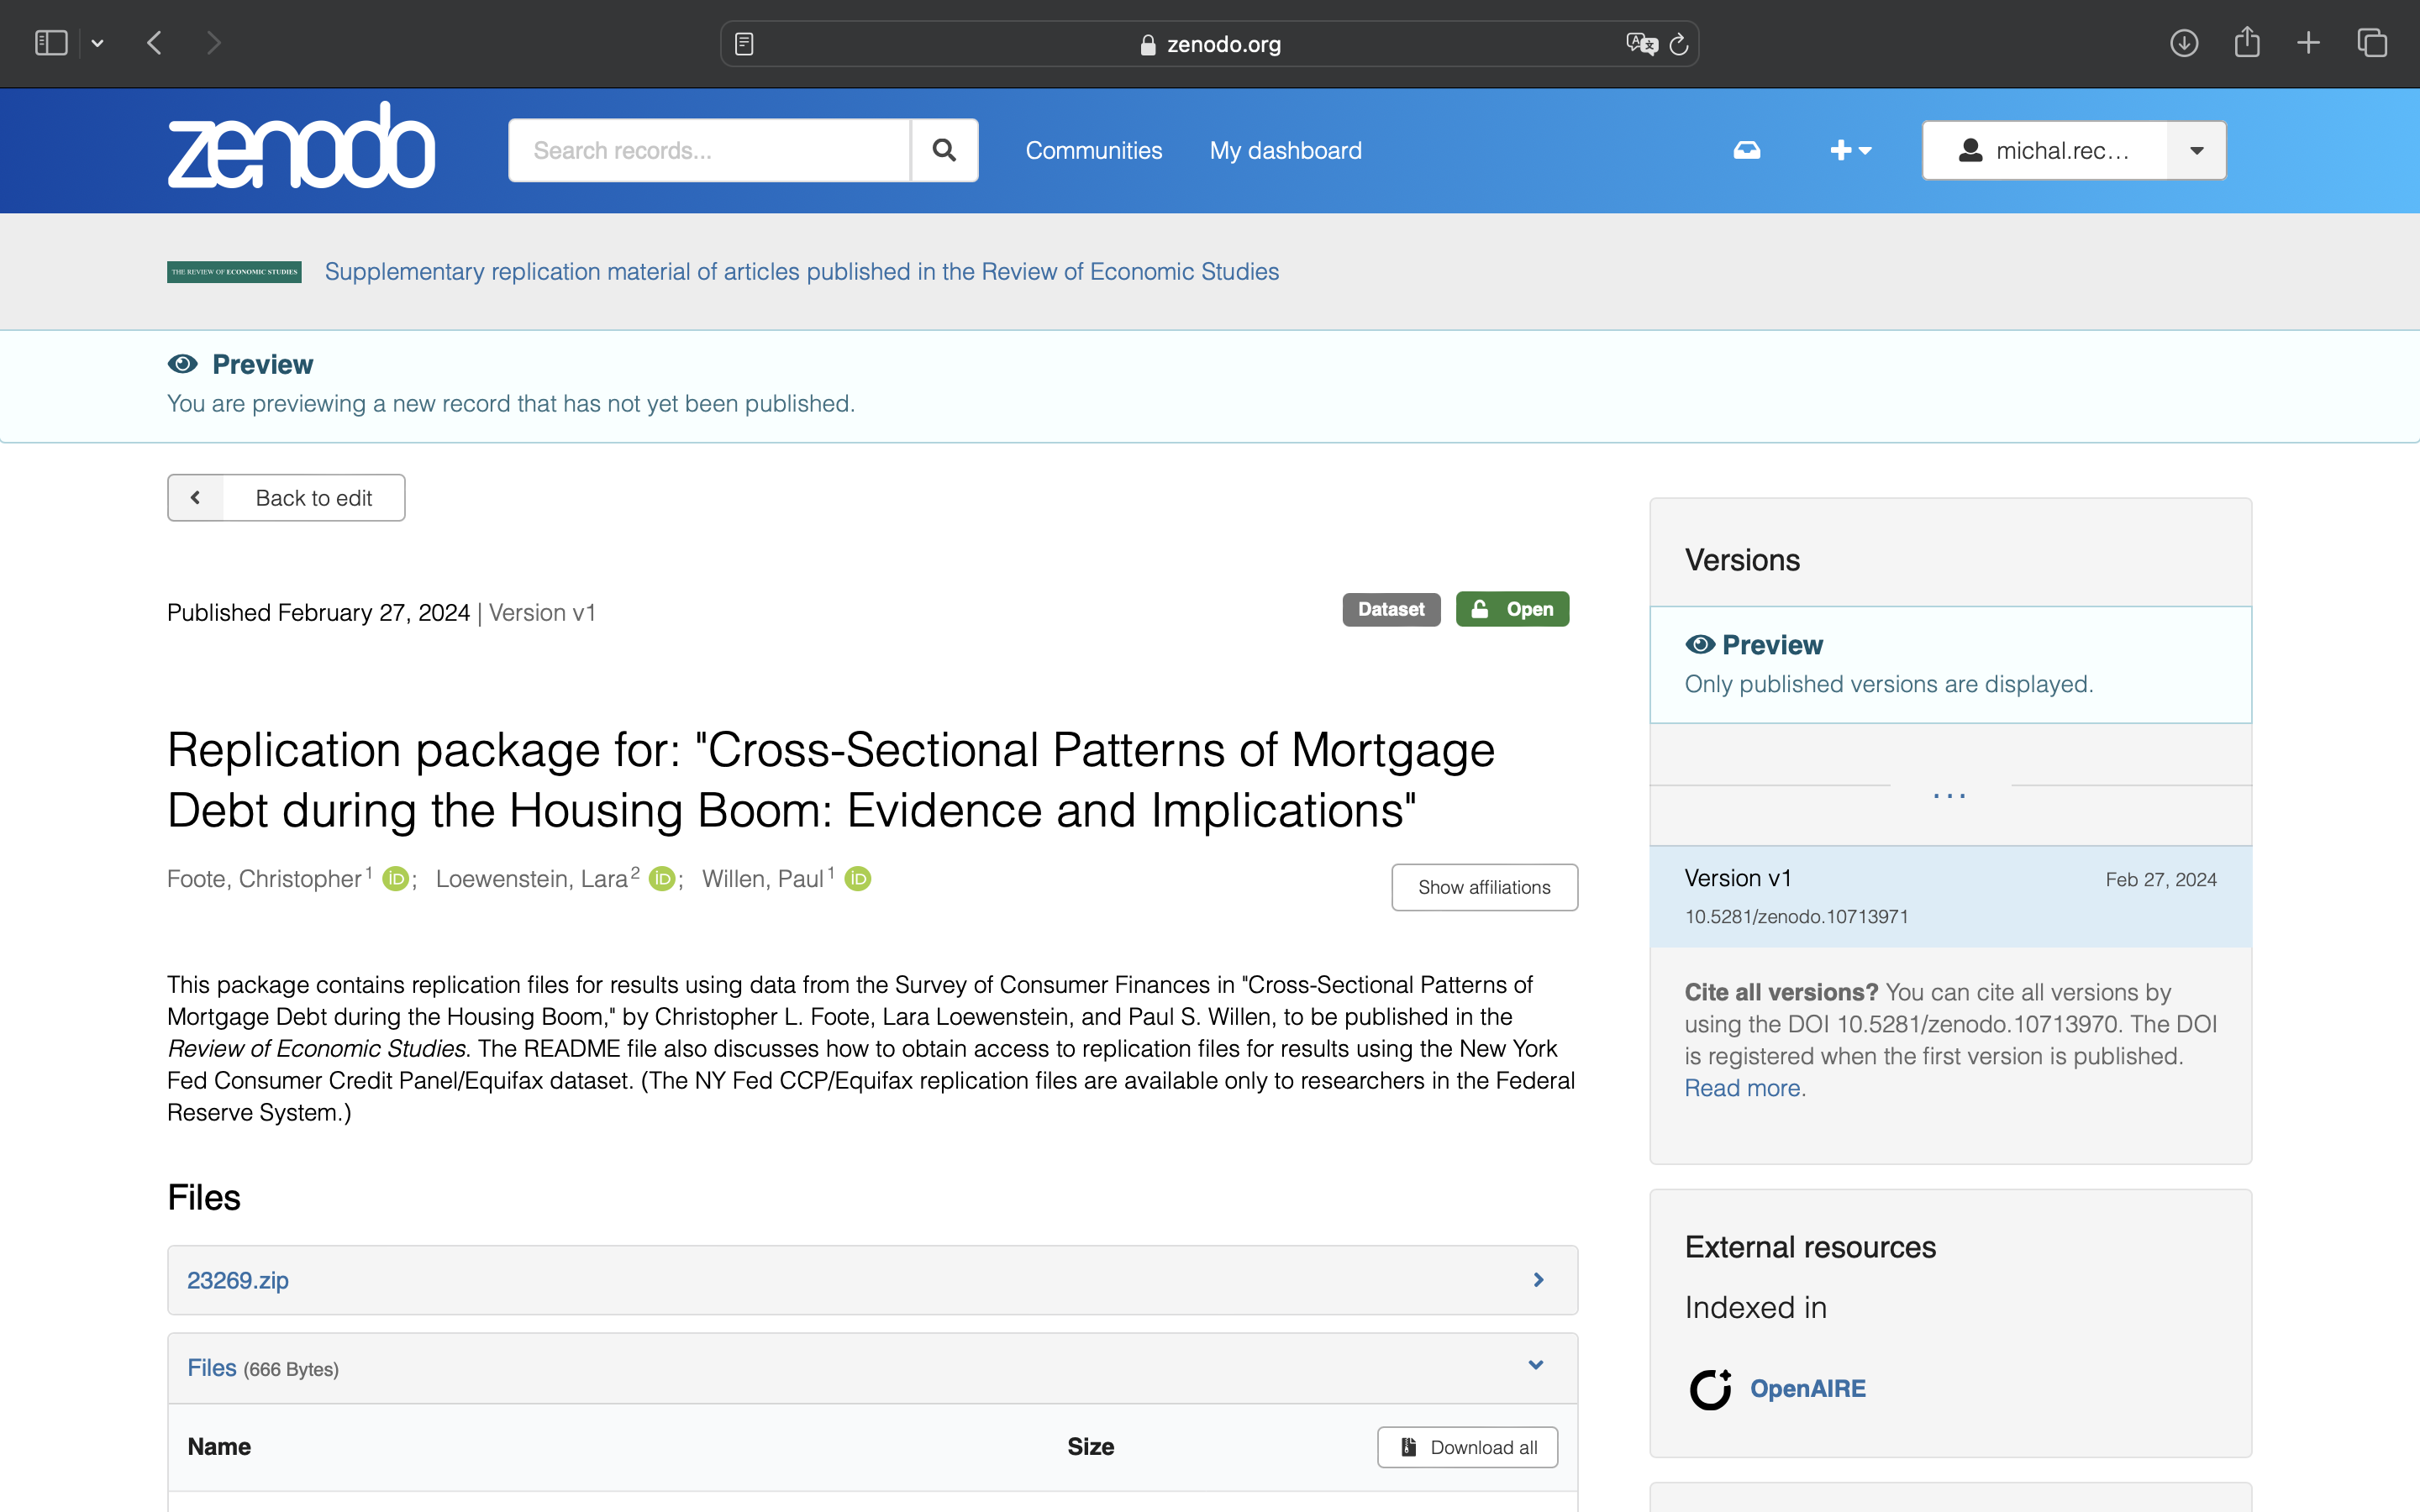 zenodo.org
zenodo
Search records...
Communities
My dashboard
michal.rec...
THE REVIEW OF ECONOMIC STUDIES
Supplementary replication material of articles published in the Review of Economic Studies
Preview
You are previewing a new record that has not yet been published.
Back to edit
Published February 27, 2024 | Version v1
Dataset
Open
Replication package for: "Cross-Sectional Patterns of Mortgage
Debt during the Housing Boom: Evidence and Implications"
Foote, Christopher 1 iD; Loewenstein, Lara 2 iD; Willen, Paul 1 iD
Show affiliations
This package contains replication files for results using data from the Survey of Consumer Finances in "Cross-Sectional Patterns of
Mortgage Debt during the Housing Boom," by Christopher L. Foote, Lara Loewenstein, and Paul S. Willen, to be published in the
Review of Economic Studies. The README file also discusses how to obtain access to replication files for results using the New York
Fed Consumer Credit Panel/Equifax dataset. (The NY Fed CCP/Equifax replication files are available only to researchers in the Federal
Reserve System.)
Files
23269.zip
Files (666 Bytes)
Name
Size
Download all
Versions
Preview
Only published versions are displayed.
...
Version v1
Feb 27, 2024
10.5281/zenodo.10713971
Cite all versions? You can cite all versions by
using the DOI 10.5281/zenodo.10713970. The DOI
is registered when the first version is published.
Read more.
External resources
Indexed in
OpenAIRE